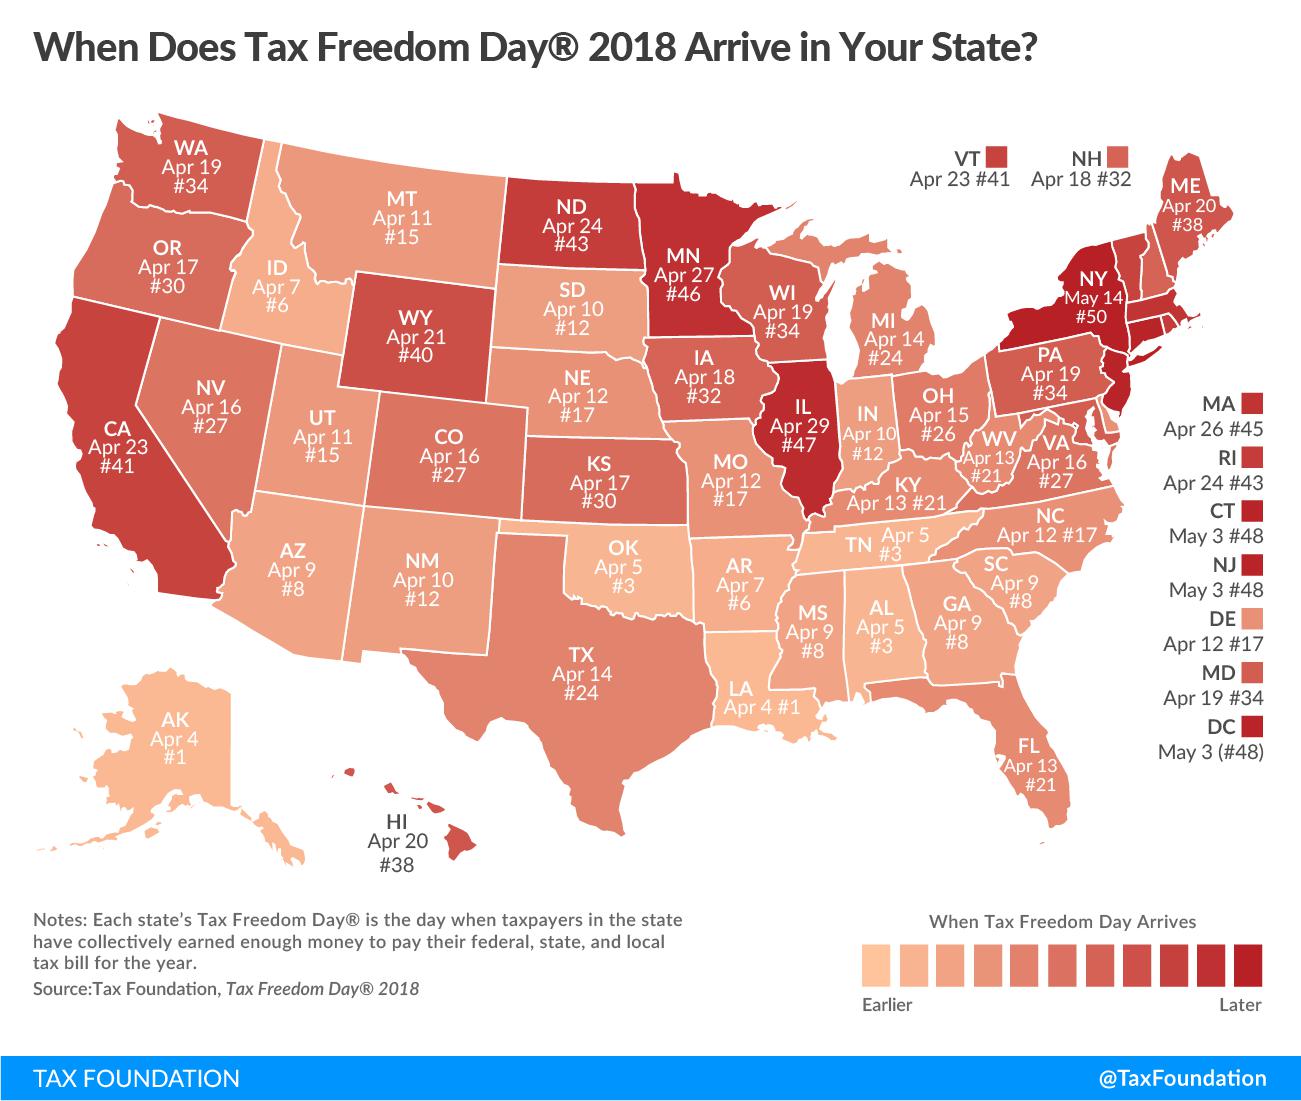 When Does Tax Freedom Day® 2018 Arrive in Your State?
WA
Apr 19
#34
OR
Apr 17
#30
CA
Apr 23
#41
NV
Apr 16
#27
ID
Apr 7
#6
MT
Apr 11
#15
WY
Apr 21
#40
UT
Apr 11
#15
CO
Apr 16
#27
AZ
Apr 9
#8
NM
Apr 10
#12
ND
Apr 24
#43
SD
Apr 10
#12
NE
Apr 12
#17
KS
Apr 17
#30
OK
Apr 5
#3
TX
Apr 14
#24
MN
Apr 27
#46
IA
Apr 18
#32
MO
Apr 12
#17
AR
Apr 7
#6
LA
Apr 4 #1
WI
Apr 19
#34
IL
Apr 29
#47
MI
Apr 14
#24
IN
Apr 10
#12
OH
Apr 15
#26
KY
Apr 13 #21
TN
Apr 5
#3
MS
Apr 9
#8
AL
Apr 5
#3
GA
Apr 9
#8
FL
Apr 13
#21
SC
Apr 9
#8
NC
Apr 12 #17
WV
Apr 13
#21
VA
Apr 16
#27
PA
Apr 19
#34
NY
May 14
#50
ME
Apr 20
#38
VT
Apr 23 #41
NH
Apr 18 #32
MA
Apr 26 #45
RI
Apr 24 #43
CT
May 3 #48
NJ
May 3 #48
DE
Apr 12 #17
MD
Apr 19 #34
DC
May 3 (#48)
AK
Apr 4
#1
HI
Apr 20
#38
Notes: Each state's Tax Freedom Day® is the day when taxpayers in the state
have collectively earned enough money to pay their federal, state, and local
tax bill for the year.
Source:Tax Foundation, Tax Freedom Day® 2018
When Tax Freedom Day Arrives
Earlier
Later
TAX FOUNDATION
@TaxFoundation